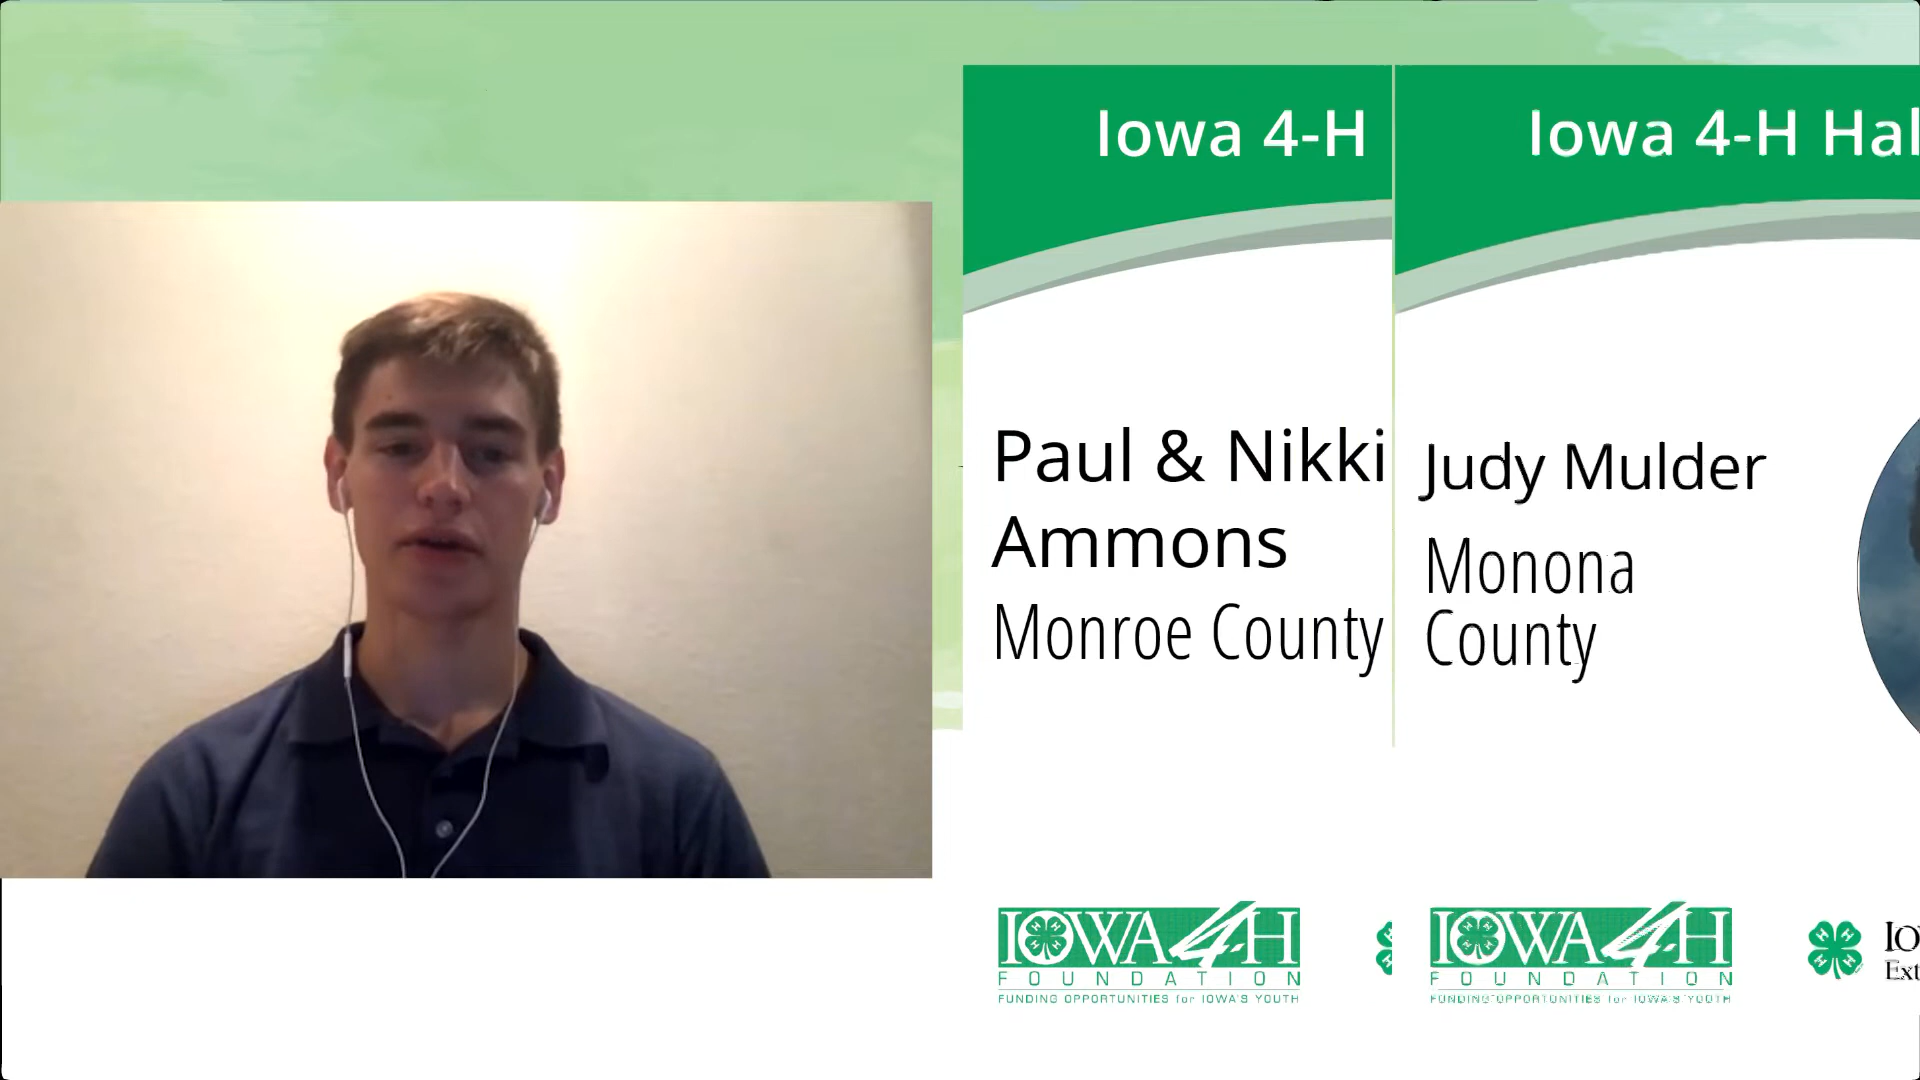 Iowa 4-H
Paul & Nikki
Ammons
Monroe County
IOWA 4-H
FOUNDATION
FUNDING OPPORTUNITIES for IOWA'S YOUTH
Iowa 4-H Hal
Judy Mulder
Monona
County
IOWA 4-H
FOUNDATION
FUNDING OPPORTUNITIES for IOWA'S YOUTH
IO
Ext